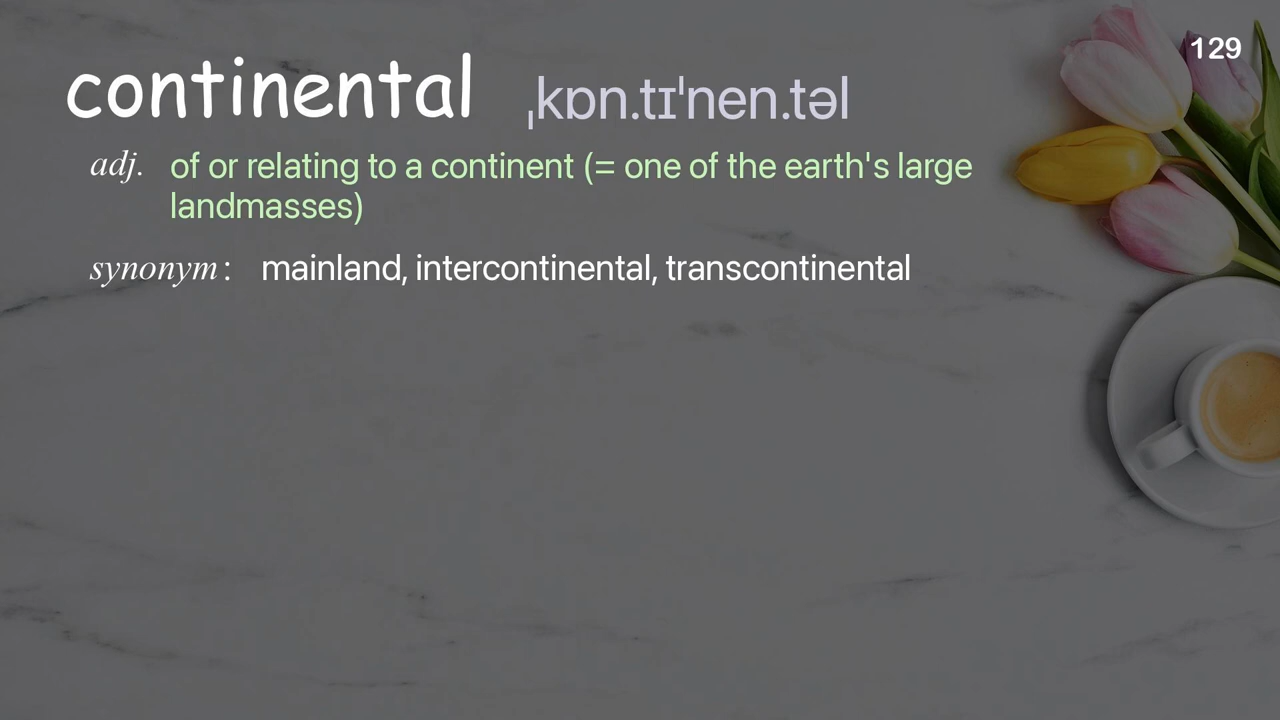 129
continental ˌkɒn.tɪˈnen.təl
adj. of or relating to a continent (= one of the earth's large
landmasses)
synonym: mainland, intercontinental, transcontinental